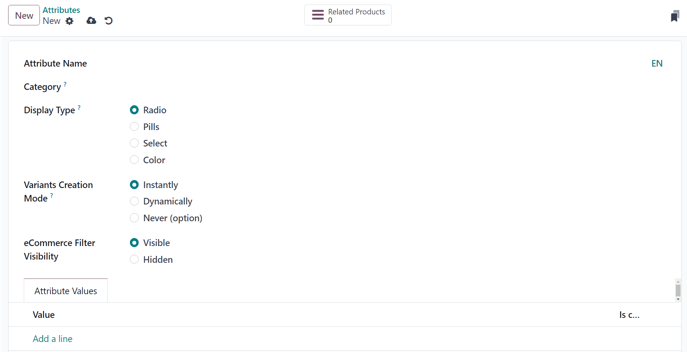 New
Attributes
New
Related Products
0
Attribute Name
EN
Category ?
Display Type ?
Radio
Pills
Select
Color
Variants Creation
Mode ?
Instantly
Dynamically
Never (option)
eCommerce Filter
Visibility
Visible
Hidden
Attribute Values
Value
Is c...
Add a line